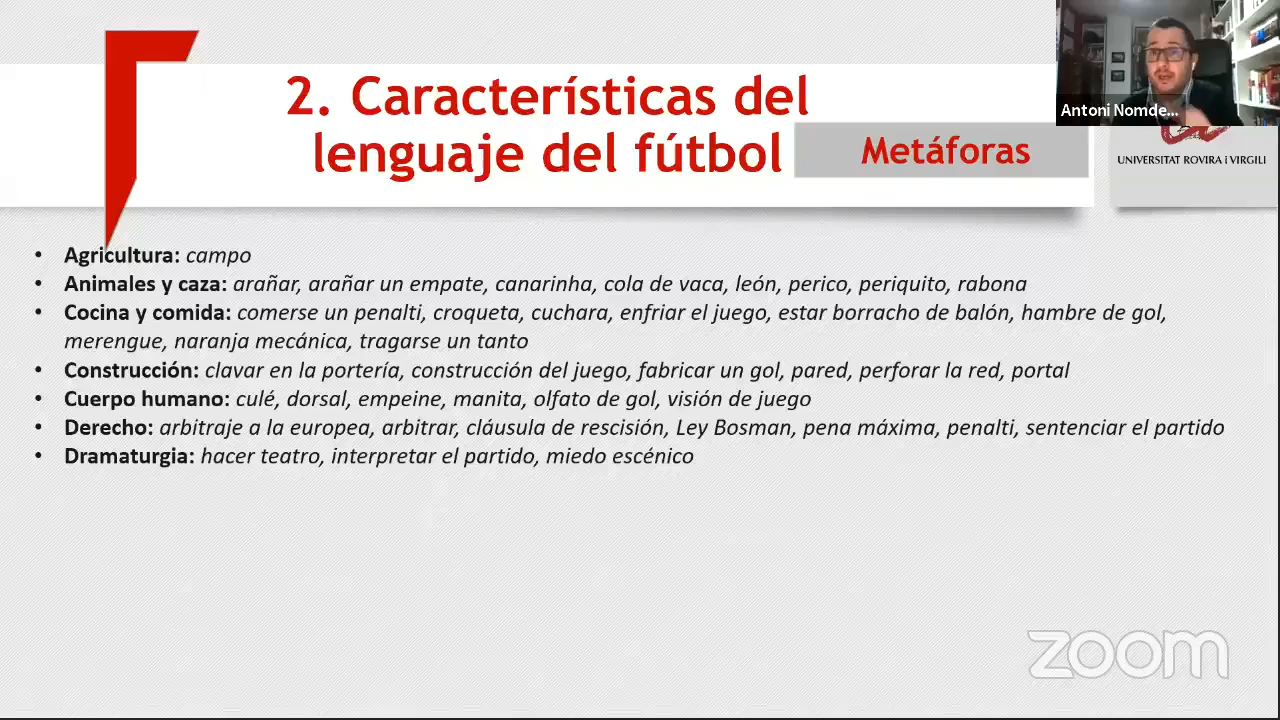 2. Características del
lenguaje del fútbol
Metáforas
Antoni Nomde...
UNIVERSITAT ROVIRA i VIRGILI
• Agricultura: campo
• Animales y caza: arañar, arañar un empate, canarinha, cola de vaca, león, perico, periquito, rabona
• Cocina y comida: comerse un penalti, croqueta, cuchara, enfriar el juego, estar borracho de balón, hambre de gol,
merengue, naranja mecánica, tragarse un tanto
• Construcción: clavar en la portería, construcción del juego, fabricar un gol, pared, perforar la red, portal
• Cuerpo humano: culé, dorsal, empeine, manita, olfato de gol, visión de juego
• Derecho: arbitraje a la europea, arbitrar, cláusula de rescisión, Ley Bosman, pena máxima, penalti, sentenciar el partido
• Dramaturgia: hacer teatro, interpretar el partido, miedo escénico
zoom